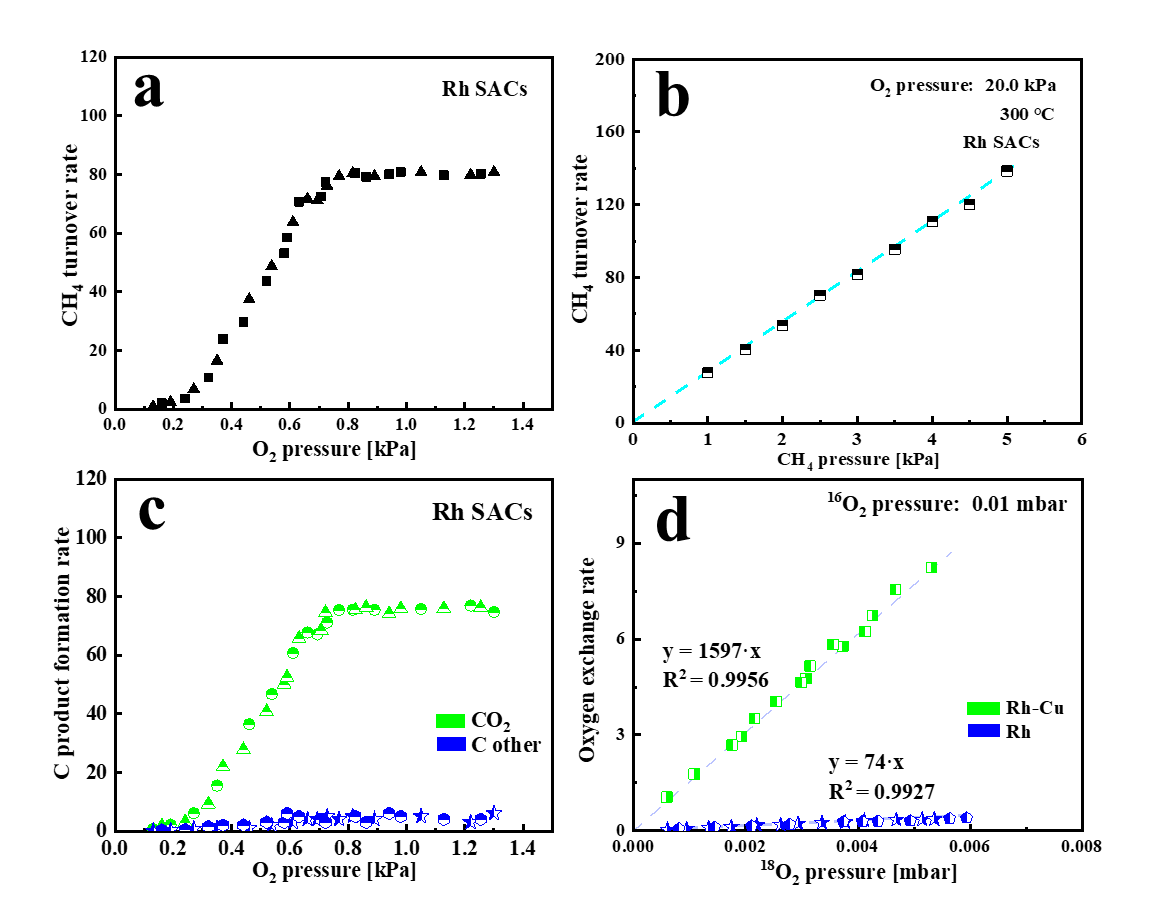 a
Rh SACs
120
100
80
60
40
20
0
0.0 0.2 0.4 0.6 0.8 1.0 1.2 1.4
CH₄ turnover rate
O₂ pressure [kPa]
b
O₂ pressure: 20.0 kPa
300 °C
Rh SACs
200
160
120
80
40
0
0 1 2 3 4 5 6
CH₄ turnover rate
CH₄ pressure [kPa]
c
Rh SACs
120
100
80
60
40
20
0
0.0 0.2 0.4 0.6 0.8 1.0 1.2 1.4
C product formation rate
O₂ pressure [kPa]
CO₂
C other
d
¹⁶O₂ pressure: 0.01 mbar
9
6
3
0
0.000 0.002 0.004 0.006 0.008
Oxygen exchange rate
¹⁸O₂ pressure [mbar]
y = 1597·x
R² = 0.9956
Rh-Cu
Rh
y = 74·x
R² = 0.9927